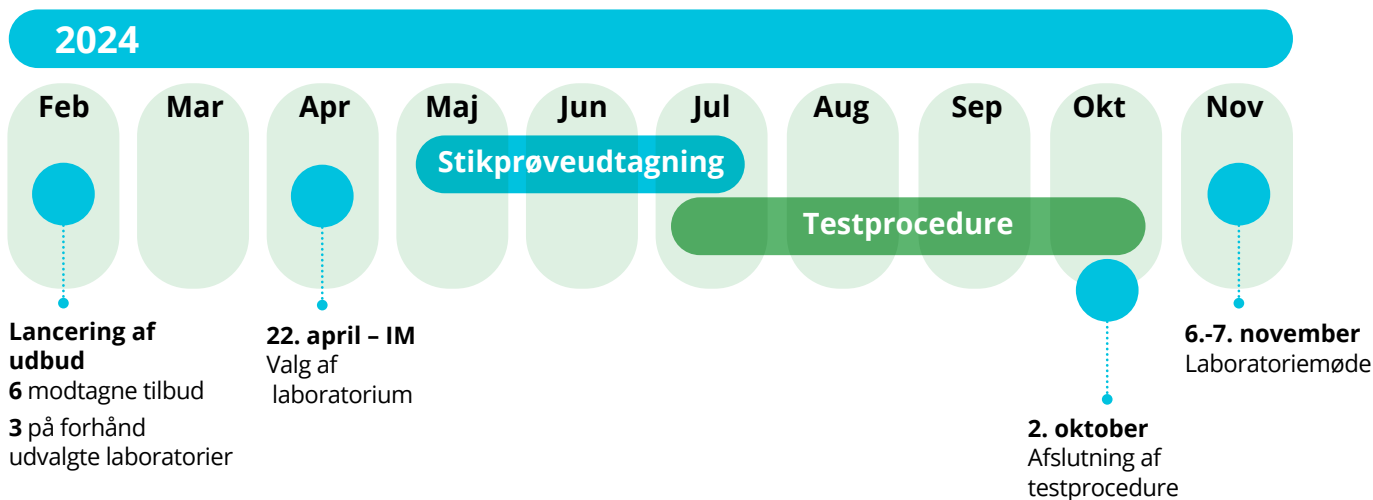 2024
Feb
Mar
Apr
Maj
Jun
Jul
Aug
Sep
Okt
Nov
Stikprøveudtagning
Testprocedure
Lancering af
udbud
6 modtagne tilbud
3 på forhånd
udvalgte laboratorier
22. april – IM
Valg af
laboratorium
2. oktober
Afslutning af
testprocedure
6.-7. november
Laboratoriemøde